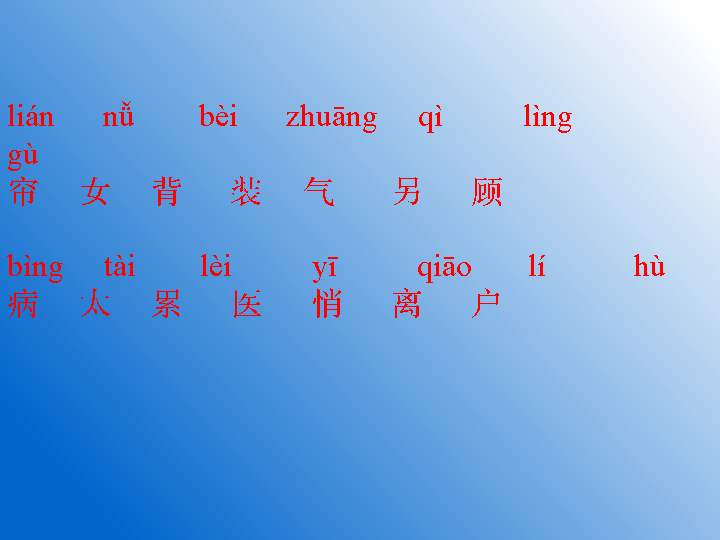 lián nǚ bèi zhuāng qì lìng
gù
帘 女 背 装 气 另 顾
bìng tài lèi yī qiāo lí hù
病 太 累 医 悄 离 户